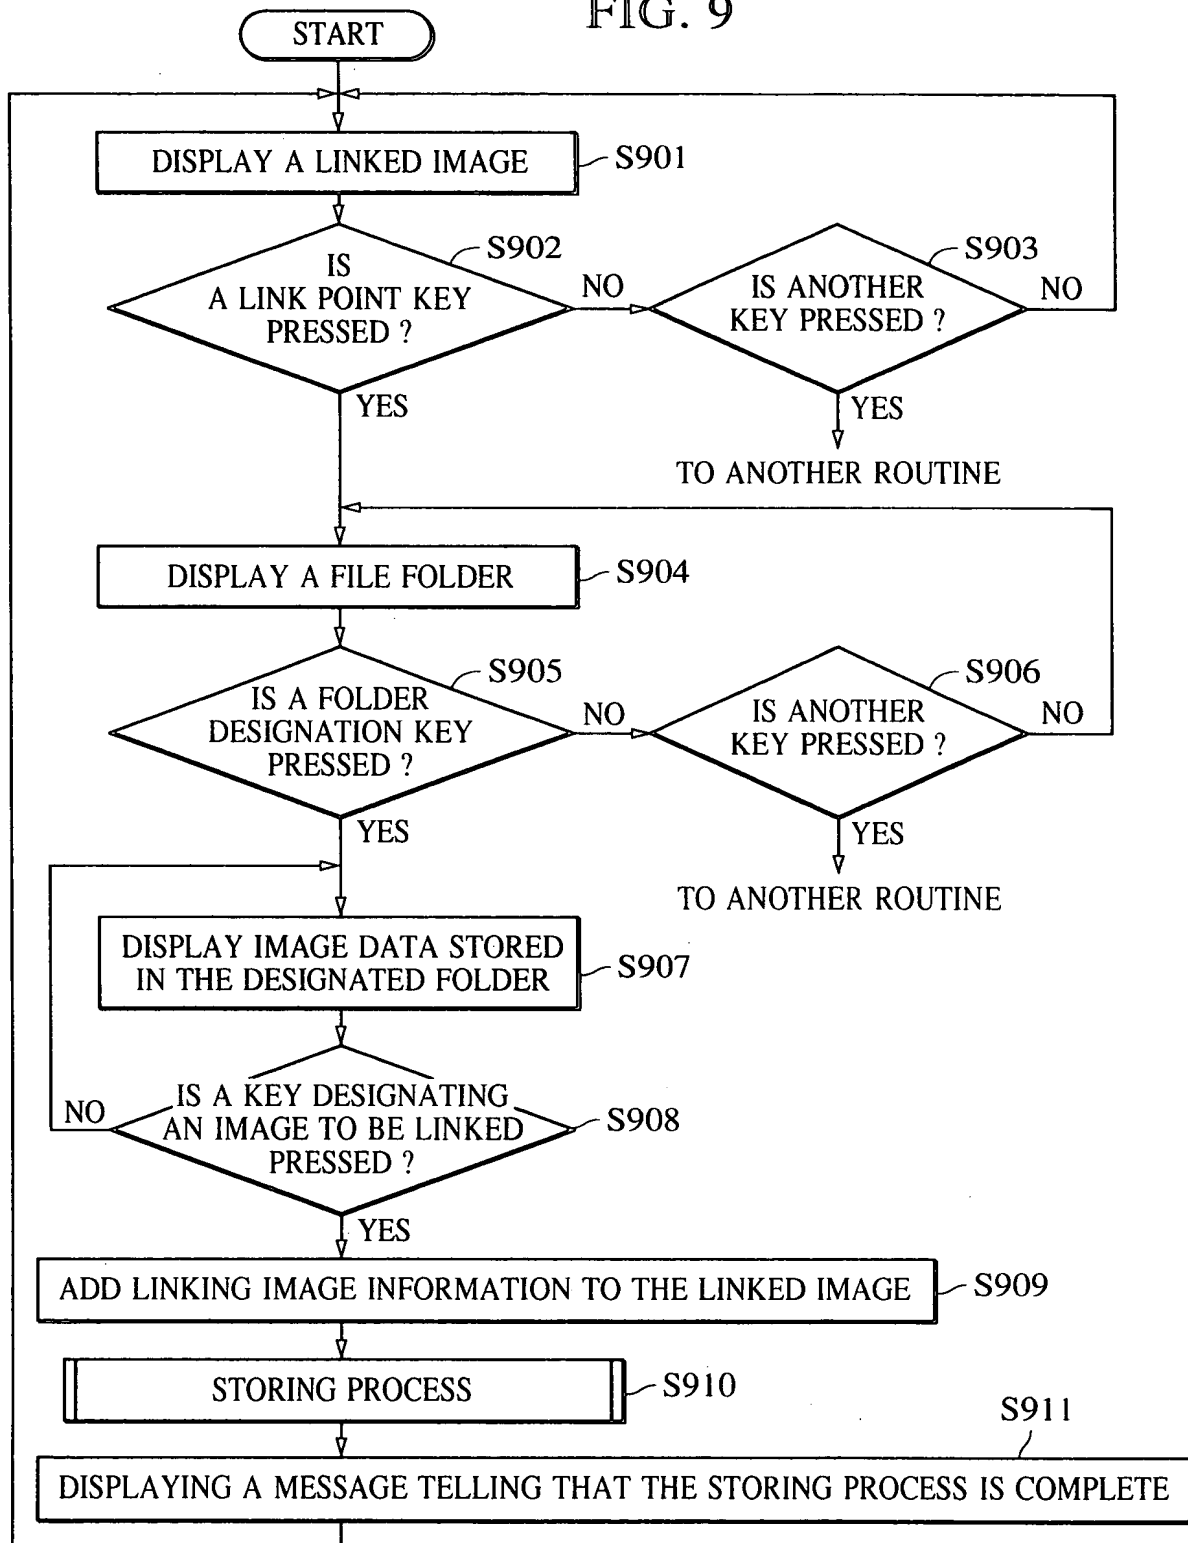 FIG. 9
START
DISPLAY A LINKED IMAGE
S901
IS
A LINK POINT KEY
PRESSED ?
S902
NO
IS ANOTHER
KEY PRESSED ?
S903
NO
YES
YES
TO ANOTHER ROUTINE
DISPLAY A FILE FOLDER
S904
IS A FOLDER
DESIGNATION KEY
PRESSED ?
S905
NO
IS ANOTHER
KEY PRESSED ?
S906
NO
YES
YES
TO ANOTHER ROUTINE
DISPLAY IMAGE DATA STORED
IN THE DESIGNATED FOLDER
S907
IS A KEY DESIGNATING
AN IMAGE TO BE LINKED
PRESSED ?
S908
NO
YES
ADD LINKING IMAGE INFORMATION TO THE LINKED IMAGE
S909
STORING PROCESS
S910
S911
DISPLAYING A MESSAGE TELLING THAT THE STORING PROCESS IS COMPLETE